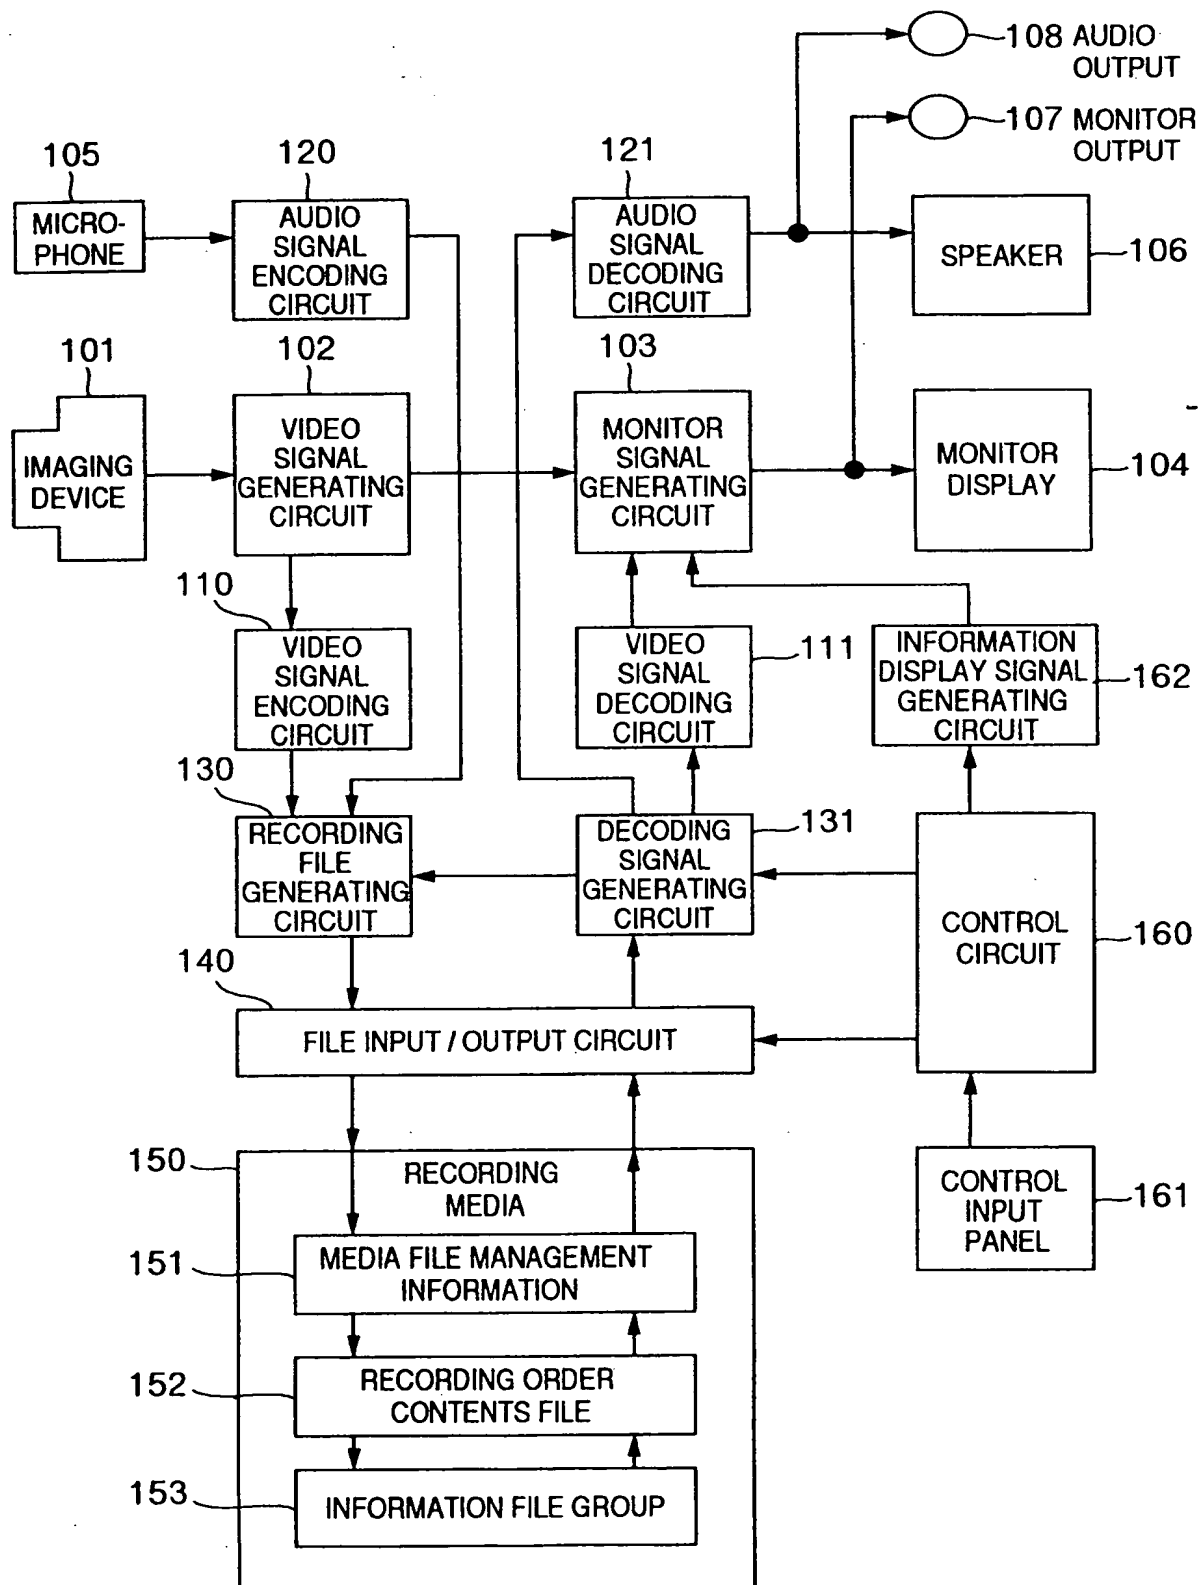 108 AUDIO
OUTPUT
107 MONITOR
OUTPUT
105
MICRO-
PHONE
120
AUDIO
SIGNAL
ENCODING
CIRCUIT
121
AUDIO
SIGNAL
DECODING
CIRCUIT
SPEAKER
106
101
IMAGING
DEVICE
102
VIDEO
SIGNAL
GENERATING
CIRCUIT
103
MONITOR
SIGNAL
GENERATING
CIRCUIT
MONITOR
DISPLAY
104
110
VIDEO
SIGNAL
ENCODING
CIRCUIT
VIDEO
SIGNAL
DECODING
CIRCUIT
111
INFORMATION
DISPLAY SIGNAL
GENERATING
CIRCUIT
162
130
RECORDING
FILE
GENERATING
CIRCUIT
DECODING
SIGNAL
GENERATING
CIRCUIT
131
CONTROL
CIRCUIT
160
140
FILE INPUT / OUTPUT CIRCUIT
CONTROL
INPUT
PANEL
161
150
RECORDING
MEDIA
151
MEDIA FILE MANAGEMENT
INFORMATION
152
RECORDING ORDER
CONTENTS FILE
153
INFORMATION FILE GROUP